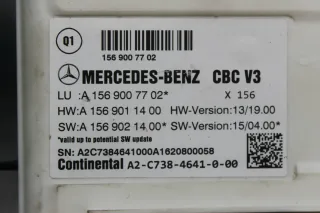 Q1
156 900 77 02
MERCEDES-BENZ CBC V3
LU :A 156 900 77 02* X 156
HW:A 156 901 14 00 HW-Version:13/19.00
SW:A 156 902 14 00* SW-Version:15/04.00*
*valid up to potential SW update
SN: A2C7384641000A1620800058
Continental A2-C738-4641-0-00